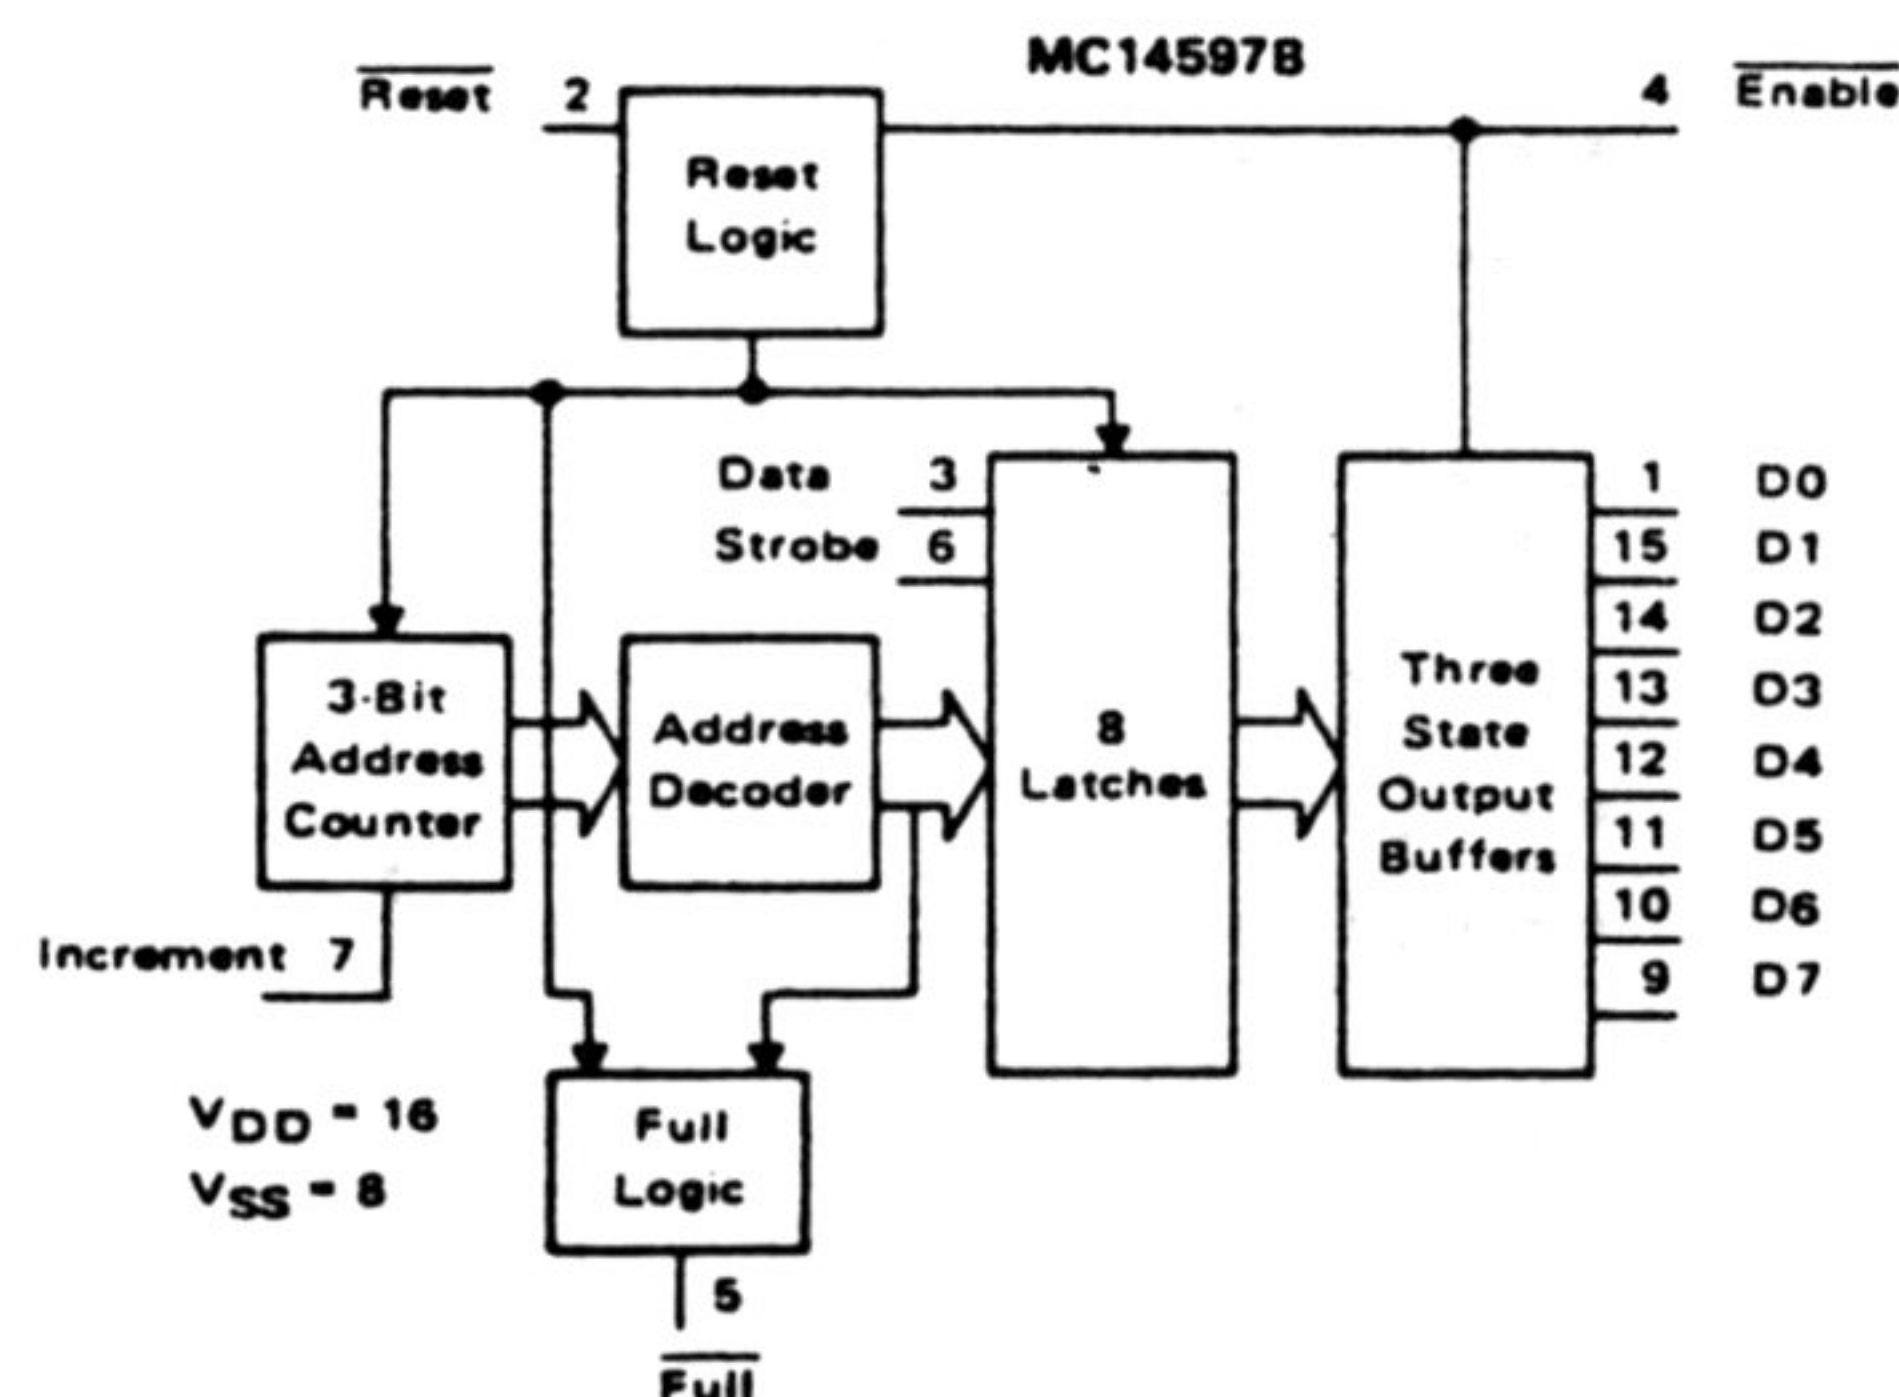 MC14597B
Reset 2
4 Enable
Reset
Logic
Data 3
Strobe 6
1 D0
15 D1
14 D2
13 D3
12 D4
11 D5
10 D6
9 D7
3-Bit
Address
Counter
Address
Decoder
8
Latches
Three
State
Output
Buffers
Increment 7
VDD = 16
VSS = 8
Full
Logic
5
Full